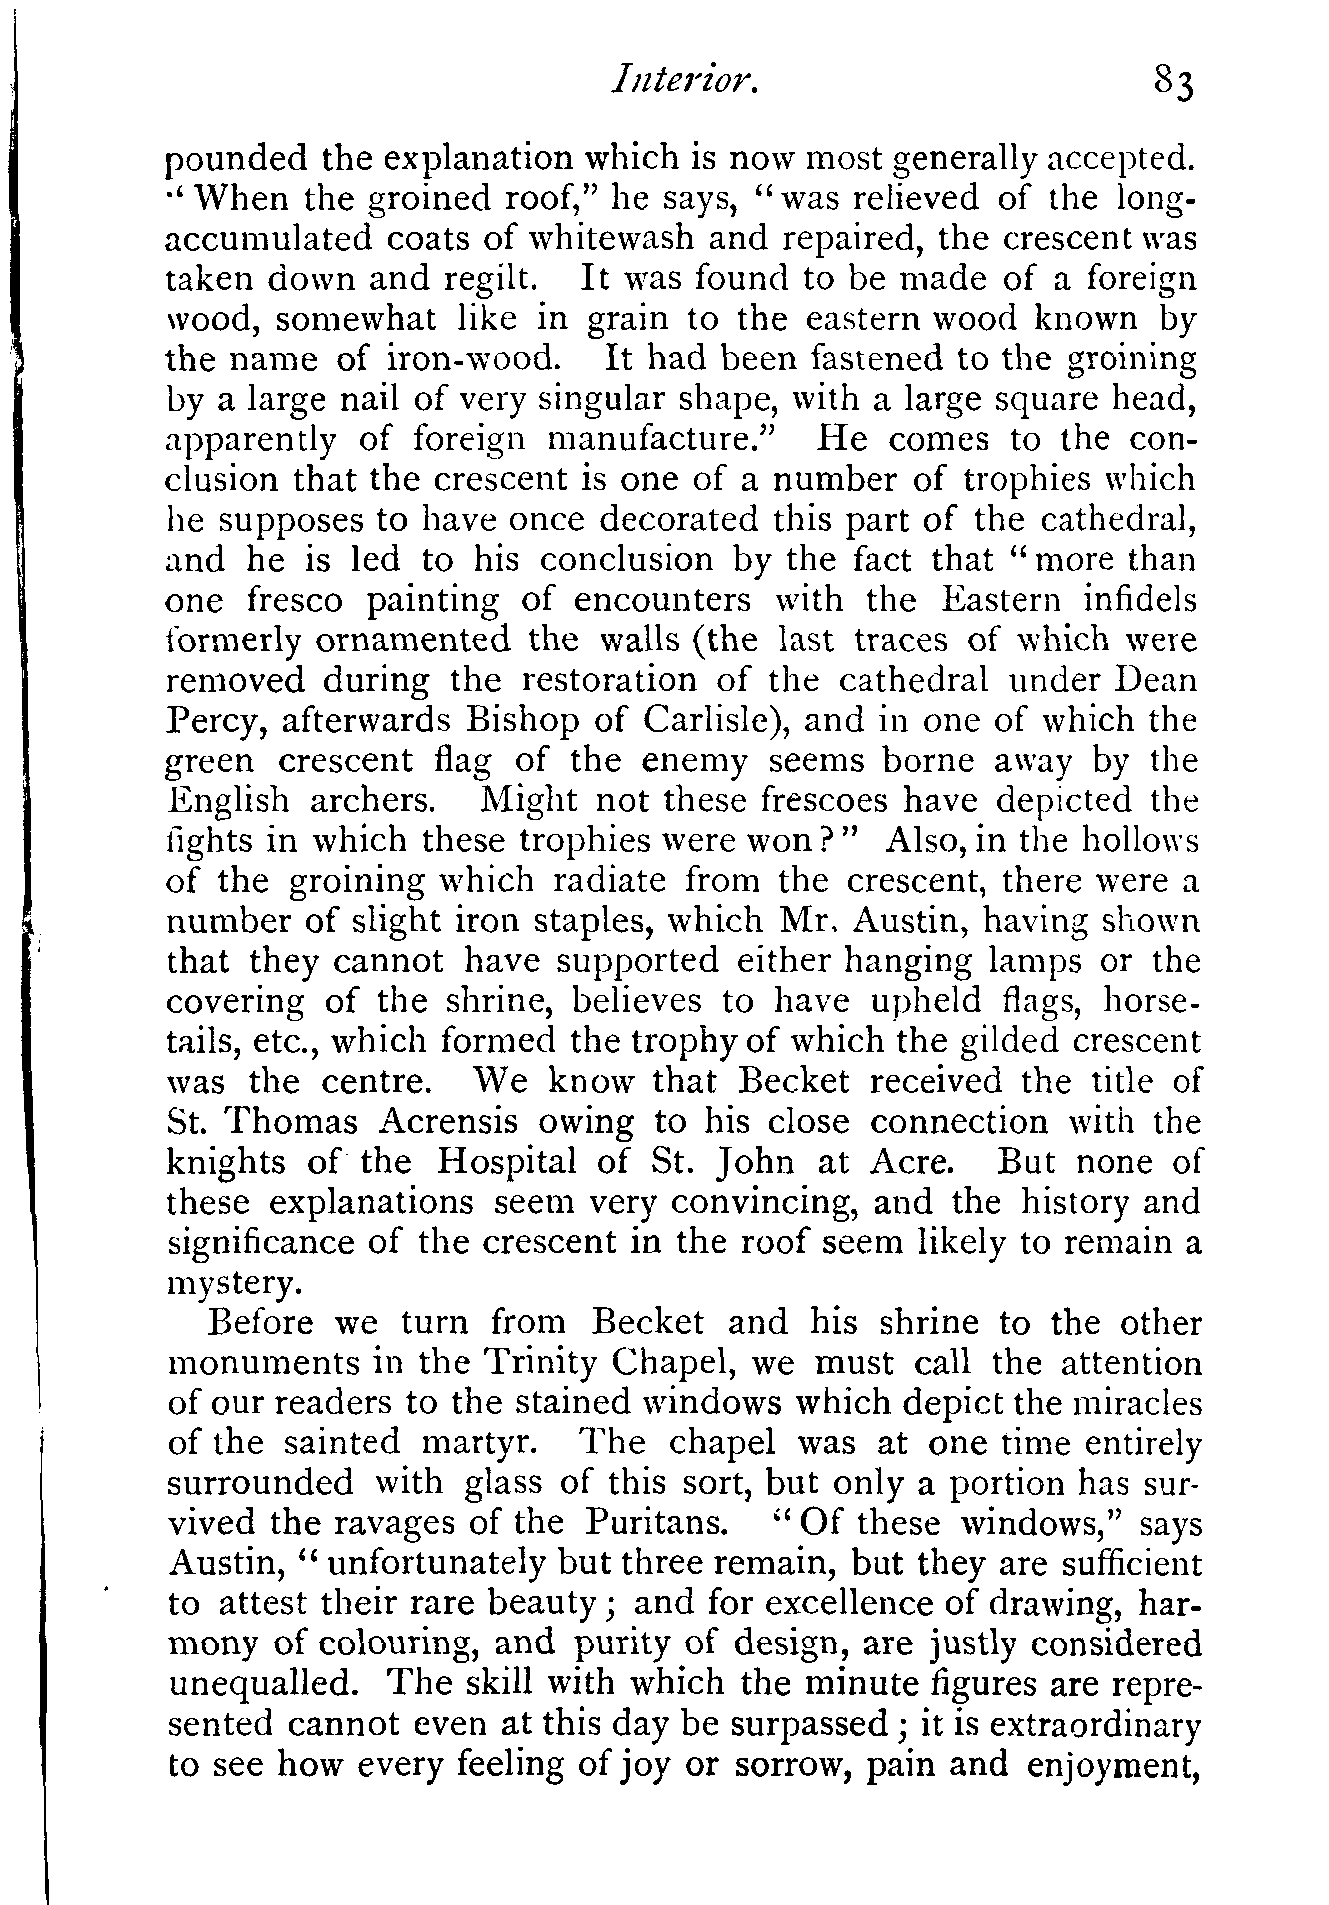 Interior. 83
pounded the explanation which is now most generally accepted.
“ When the groined roof,” he says, “ was relieved of the long-
accumulated coats of whitewash and repaired, the crescent was
taken down and regilt. It was found to be made of a foreign
wood, somewhat like in grain to the eastern wood known by
the name of iron-wood. It had been fastened to the groining
by a large nail of very singular shape, with a large square head,
apparently of foreign manufacture.” He comes to the con-
clusion that the crescent is one of a number of trophies which
he supposes to have once decorated this part of the cathedral,
and he is led to his conclusion by the fact that “ more than
one fresco painting of encounters with the Eastern infidels
formerly ornamented the walls (the last traces of which were
removed during the restoration of the cathedral under Dean
Percy, afterwards Bishop of Carlisle), and in one of which the
green crescent flag of the enemy seems borne away by the
English archers. Might not these frescoes have depicted the
fights in which these trophies were won ? ” Also, in the hollows
of the groining which radiate from the crescent, there were a
number of slight iron staples, which Mr. Austin, having shown
that they cannot have supported either hanging lamps or the
covering of the shrine, believes to have upheld flags, horse-
tails, etc., which formed the trophy of which the gilded crescent
was the centre. We know that Becket received the title of
St. Thomas Acrensis owing to his close connection with the
knights of the Hospital of St. John at Acre. But none of
these explanations seem very convincing, and the history and
significance of the crescent in the roof seem likely to remain a
mystery.
Before we turn from Becket and his shrine to the other
monuments in the Trinity Chapel, we must call the attention
of our readers to the stained windows which depict the miracles
of the sainted martyr. The chapel was at one time entirely
surrounded with glass of this sort, but only a portion has sur-
vived the ravages of the Puritans. “ Of these windows,” says
Austin, “ unfortunately but three remain, but they are sufficient
to attest their rare beauty ; and for excellence of drawing, har-
mony of colouring, and purity of design, are justly considered
unequalled. The skill with which the minute figures are repre-
sented cannot even at this day be surpassed ; it is extraordinary
to see how every feeling of joy or sorrow, pain and enjoyment,